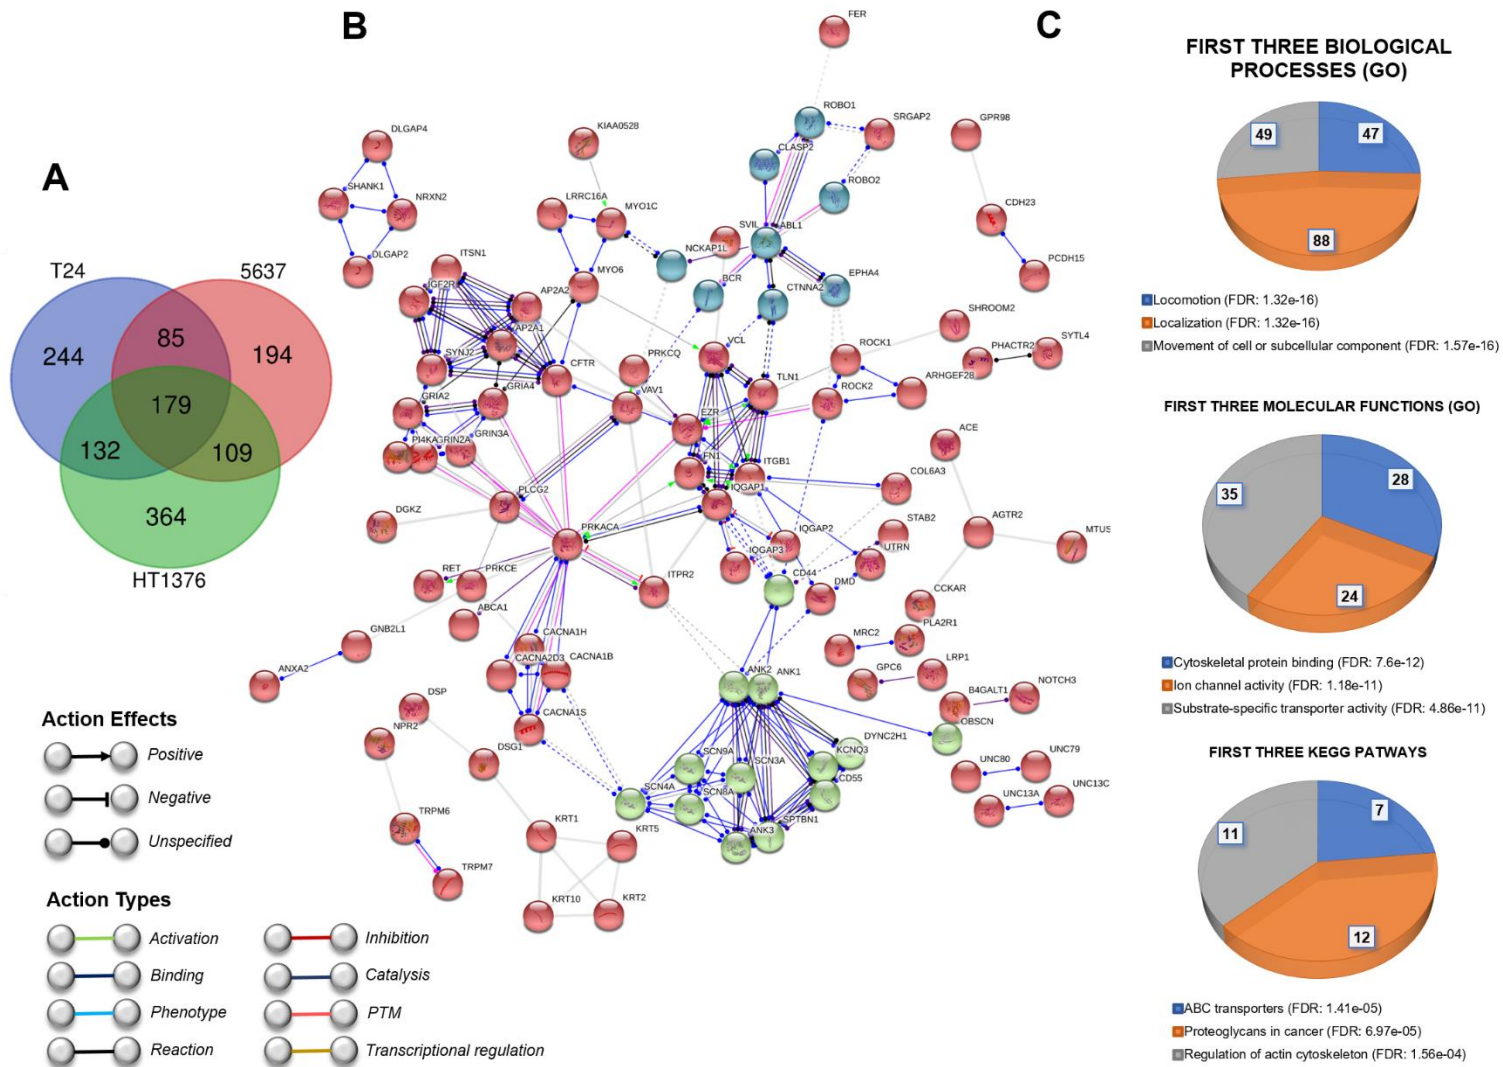 A
T24
5637
244
85
194
179
132
109
364
HT1376
Action Effects
Positive
Negative
Unspecified
Action Types
Activation
Inhibition
Binding
Catalysis
Phenotype
PTM
Reaction
Transcriptional regulation
B
FER
DLGAP4
KIAA0528
ROBO1
SRGAP2
GPR98
CLASP2
SHANK1
NRXN2
LRRC16A
MYO1C
ROBO2
CDH23
DLGAP2
SVIL
ABL1
NCKAP1L
PCDH15
ITSN1
MYO6
BCR
EPHA4
CTNNA2
IGF2R
AP2A2
SHROOM2
AP2A1
VCL
ROCK1
PHACTR2
SYTL4
SYNJ2
CFTR
PRKCQ
TLN1
ARHGEF28
GRIA4
VAV1
ROCK2
GRIA2
EZR
PI4KA
GRIN2A
GRIN3A
FN1
ITGB1
ACE
COL6A3
PLCG2
IQGAP1
DGKZ
PRKACA
STAB2
AGTR2
IQGAP2
UTRN
MTUS
IQGAP3
RET
PRKCE
ITPR2
CD44
DMD
CCKAR
ABCA1
PLA2R1
GNB2L1
CACNA1H
MRC2
ANXA2
CACNA2D3
CACNA1B
ANK2
ANK1
GPC6
LRP1
DSP
B4GALT1
NOTCH3
CACNA1S
OBSCN
NPR2
DYNC2H1
DSG1
SCN9A
SCN3A
KCNQ3
UNC80
UNC79
SCN4A
SCN8A
CD55
UNC13A
UNC13C
SPTBN1
TRPM6
KRT1
KRT5
ANK3
TRPM7
KRT10
KRT2
C
FIRST THREE BIOLOGICAL
PROCESSES (GO)
49
47
88
Locomotion (FDR: 1.32e-16)
Localization (FDR: 1.32e-16)
Movement of cell or subcellular component (FDR: 1.57e-16)
FIRST THREE MOLECULAR FUNCTIONS (GO)
35
28
24
Cytoskeletal protein binding (FDR: 7.6e-12)
Ion channel activity (FDR: 1.18e-11)
Substrate-specific transporter activity (FDR: 4.86e-11)
FIRST THREE KEGG PATWAYS
11
7
12
ABC transporters (FDR: 1.41e-05)
Proteoglycans in cancer (FDR: 6.97e-05)
Regulation of actin cytoskeleton (FDR: 1.56e-04)